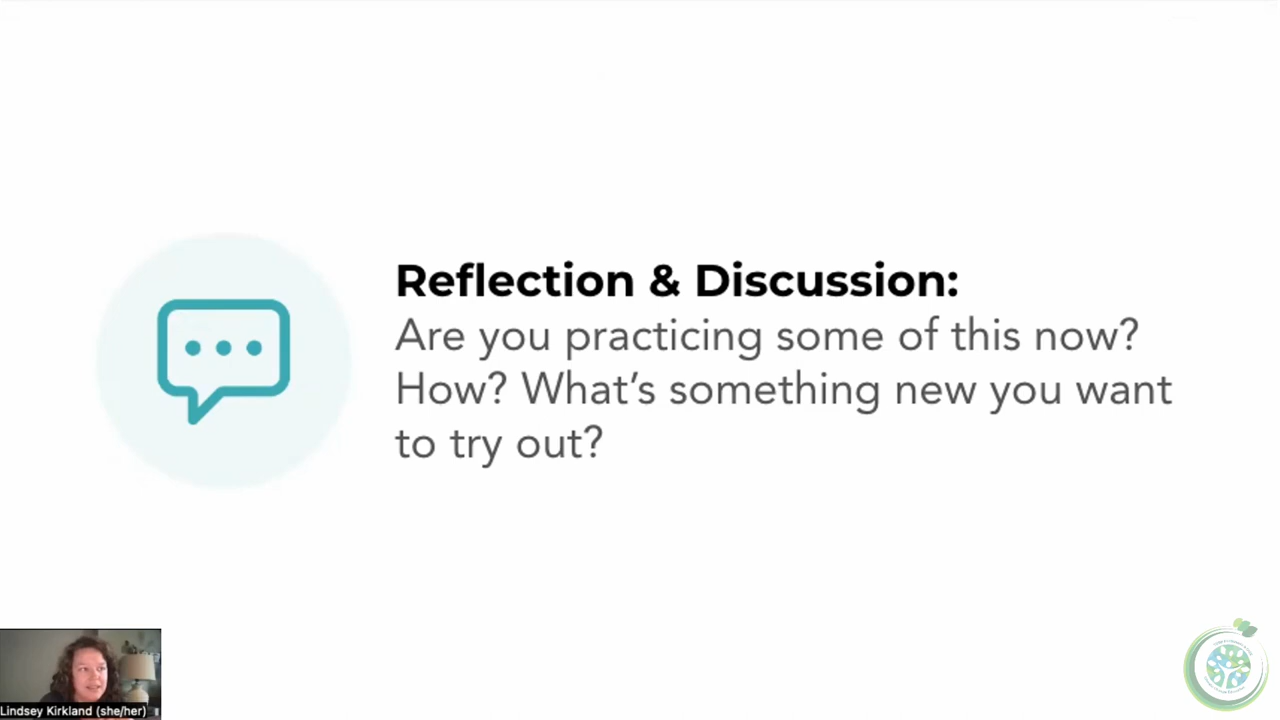 Reflection & Discussion:
Are you practicing some of this now?
How? What’s something new you want
to try out?
Lindsey Kirkland (she/her)